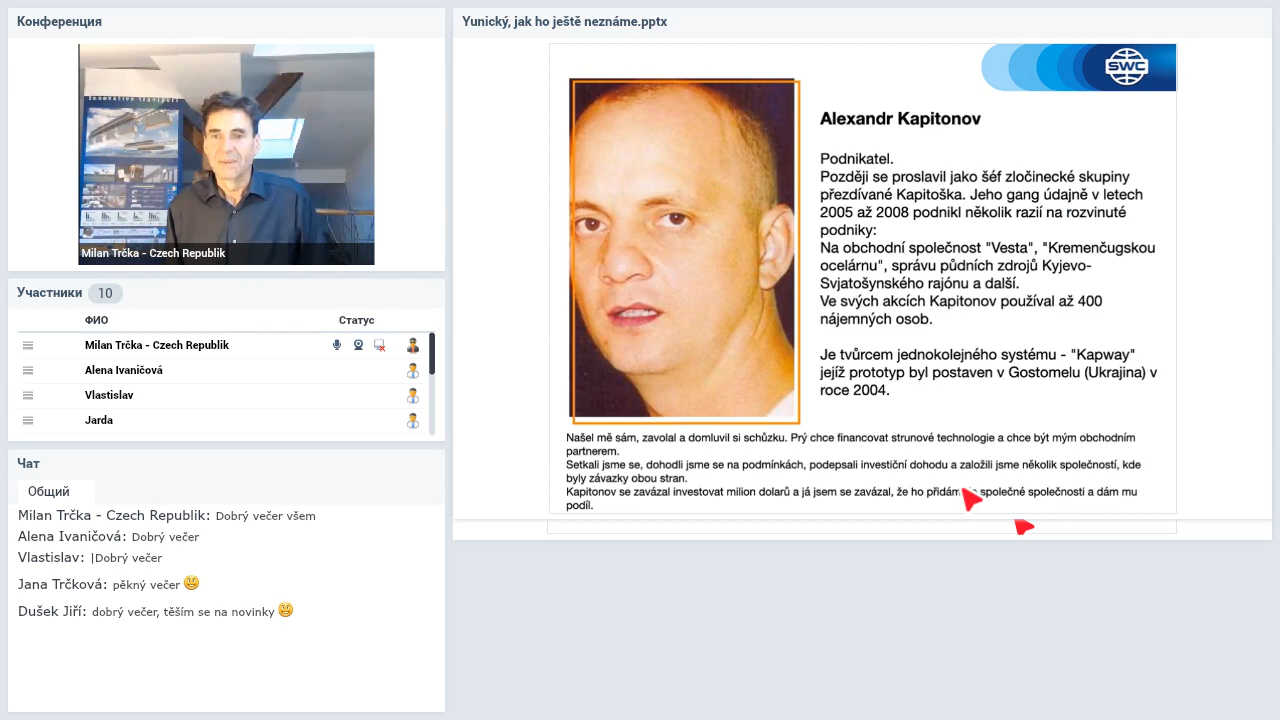 Конференция
Innovative transport
Milan Trčka - Czech Republik
Участники 10
ФИО Статус
Milan Trčka - Czech Republik
Alena Ivaničová
Vlastislav
Jarda
Чат
Общий
Milan Trčka - Czech Republik: Dobrý večer všem
Alena Ivaničová: Dobrý večer
Vlastislav: |Dobrý večer
Jana Trčková: pěkný večer
Dušek Jiří: dobrý večer, těším se na novinky
Yunický, jak ho ještě neznáme.pptx
SWC
Alexandr Kapitonov
Podnikatel.
Později se proslavil jako šéf zločinecké skupiny
přezdívané Kapitoška. Jeho gang údajně v letech
2005 až 2008 podnikl několik razií na rozvinuté
podniky:
Na obchodní společnost "Vesta", "Kremenčugskou
ocelárnu", správu půdních zdrojů Kyjevo-
Svjatošynského rajónu a další.
Ve svých akcích Kapitonov používal až 400
nájemných osob.
Je tvůrcem jednokolejného systému - "Kapway"
jejíž prototyp byl postaven v Gostomelu (Ukrajina) v
roce 2004.
Našel mě sám, zavolal a domluvil si schůzku. Prý chce financovat strunové technologie a chce být mým obchodním
partnerem.
Setkali jsme se, dohodli jsme se na podmínkách, podepsali investiční dohodu a založili jsme několik společností, kde
byly závazky obou stran.
Kapitonov se zavázal investovat milion dolarů a já jsem se zavázal, že ho přidám společné společnosti a dám mu
podíl.